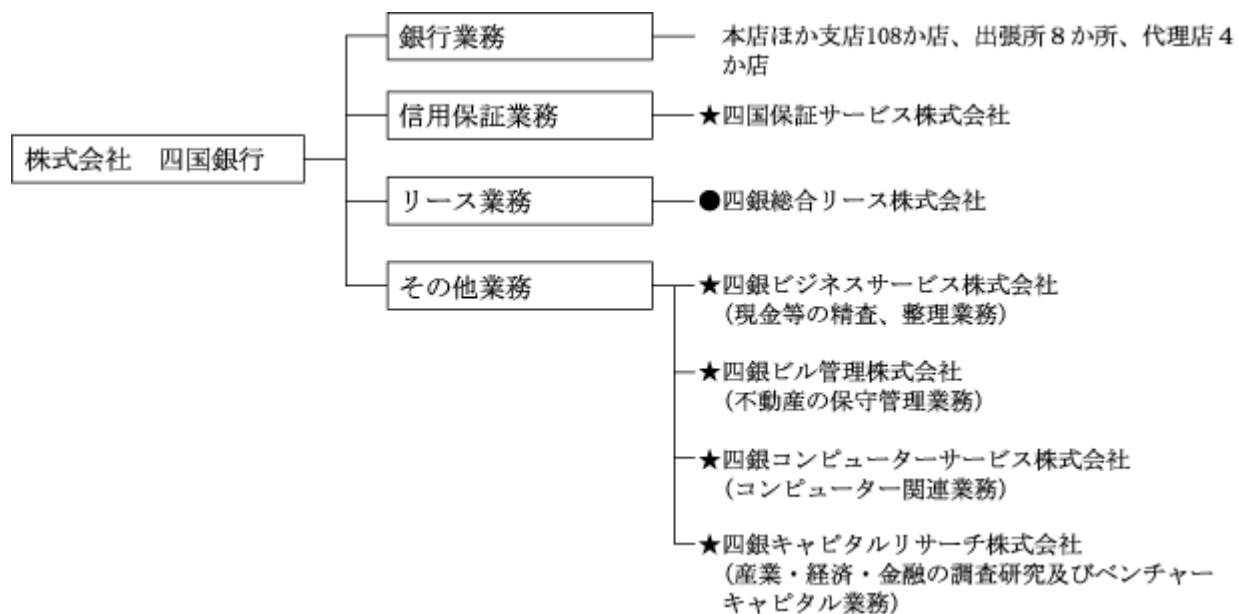 銀行業務
本店ほか支店108か店、出張所８か所、代理店４
か店
信用保証業務
★四国保証サービス株式会社
株式会社　四国銀行
リース業務
●四銀総合リース株式会社
その他業務
★四銀ビジネスサービス株式会社
（現金等の精査、整理業務）
★四銀ビル管理株式会社
（不動産の保守管理業務）
★四銀コンピューターサービス株式会社
（コンピューター関連業務）
★四銀キャピタルリサーチ株式会社
（産業・経済・金融の調査研究及びベンチャー
キャピタル業務）